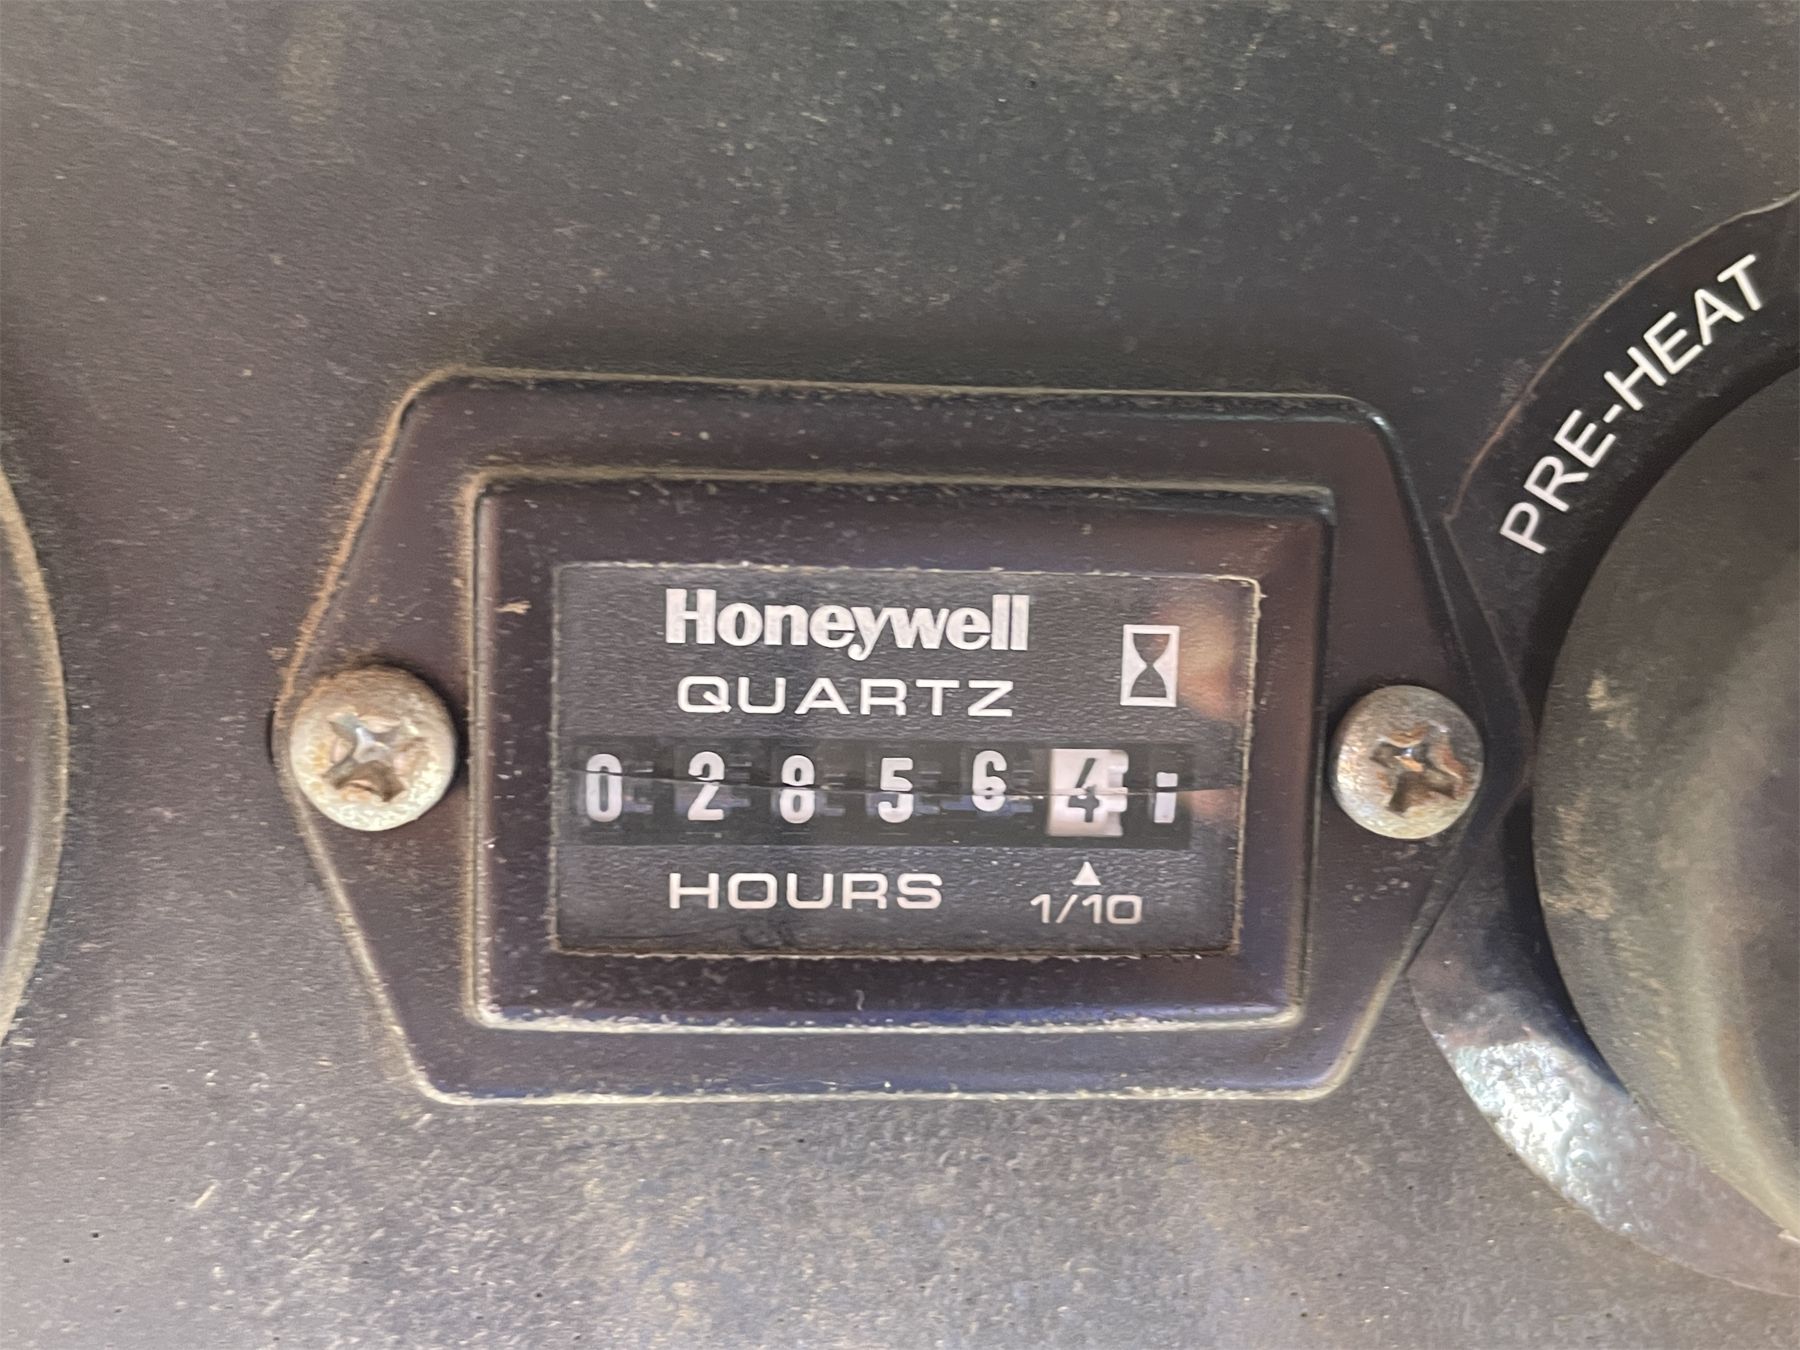 PRE-HEAT
Honeywell
QUARTZ
0 2 8 5 6 4
HOURS 1/10